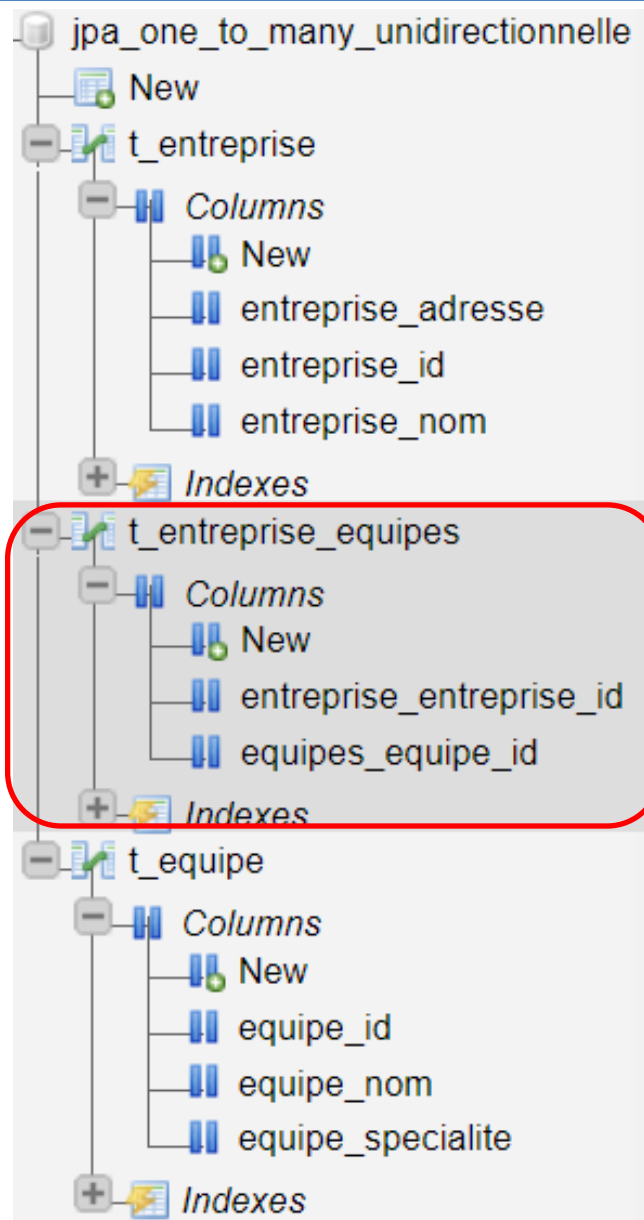 jpa_one_to_many_unidirectionnelle
New
t_entreprise
Columns
New
entreprise_adresse
entreprise_id
entreprise_nom
Indexes
t_entreprise_equipes
Columns
New
entreprise_entreprise_id
equipes_equipe_id
Indexes
t_equipe
Columns
New
equipe_id
equipe_nom
equipe_specialite
Indexes